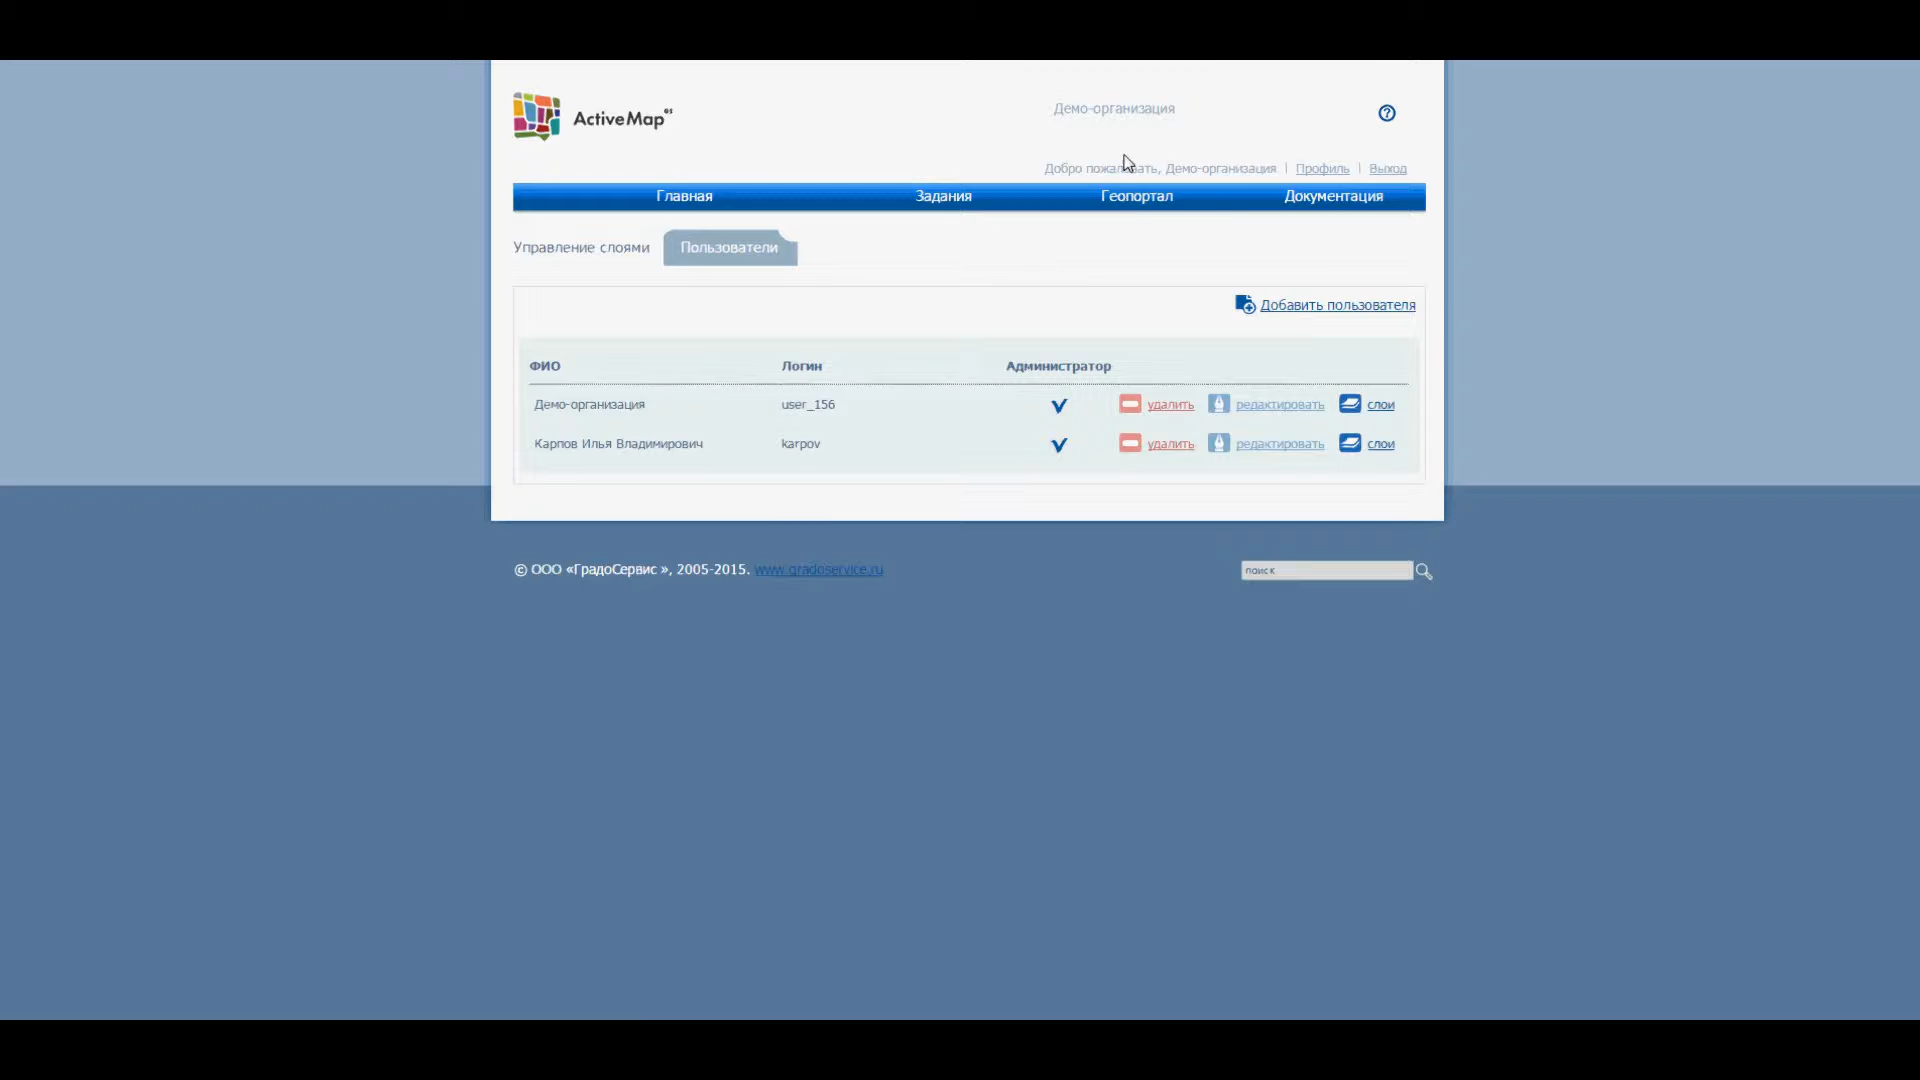 ActiveMap GS
Демо-организация
Добро пожаловать, Демо-организация | Профиль | Выход
Главная Задания Геопортал Документация
Управление слоями Пользователи
Добавить пользователя
ФИО Логин Администратор
Демо-организация user_156 удалить редактировать слои
Карпов Илья Владимирович karpov удалить редактировать слои
© ООО «ГрадоСервис », 2005-2015. www.gradoservice.ru поиск